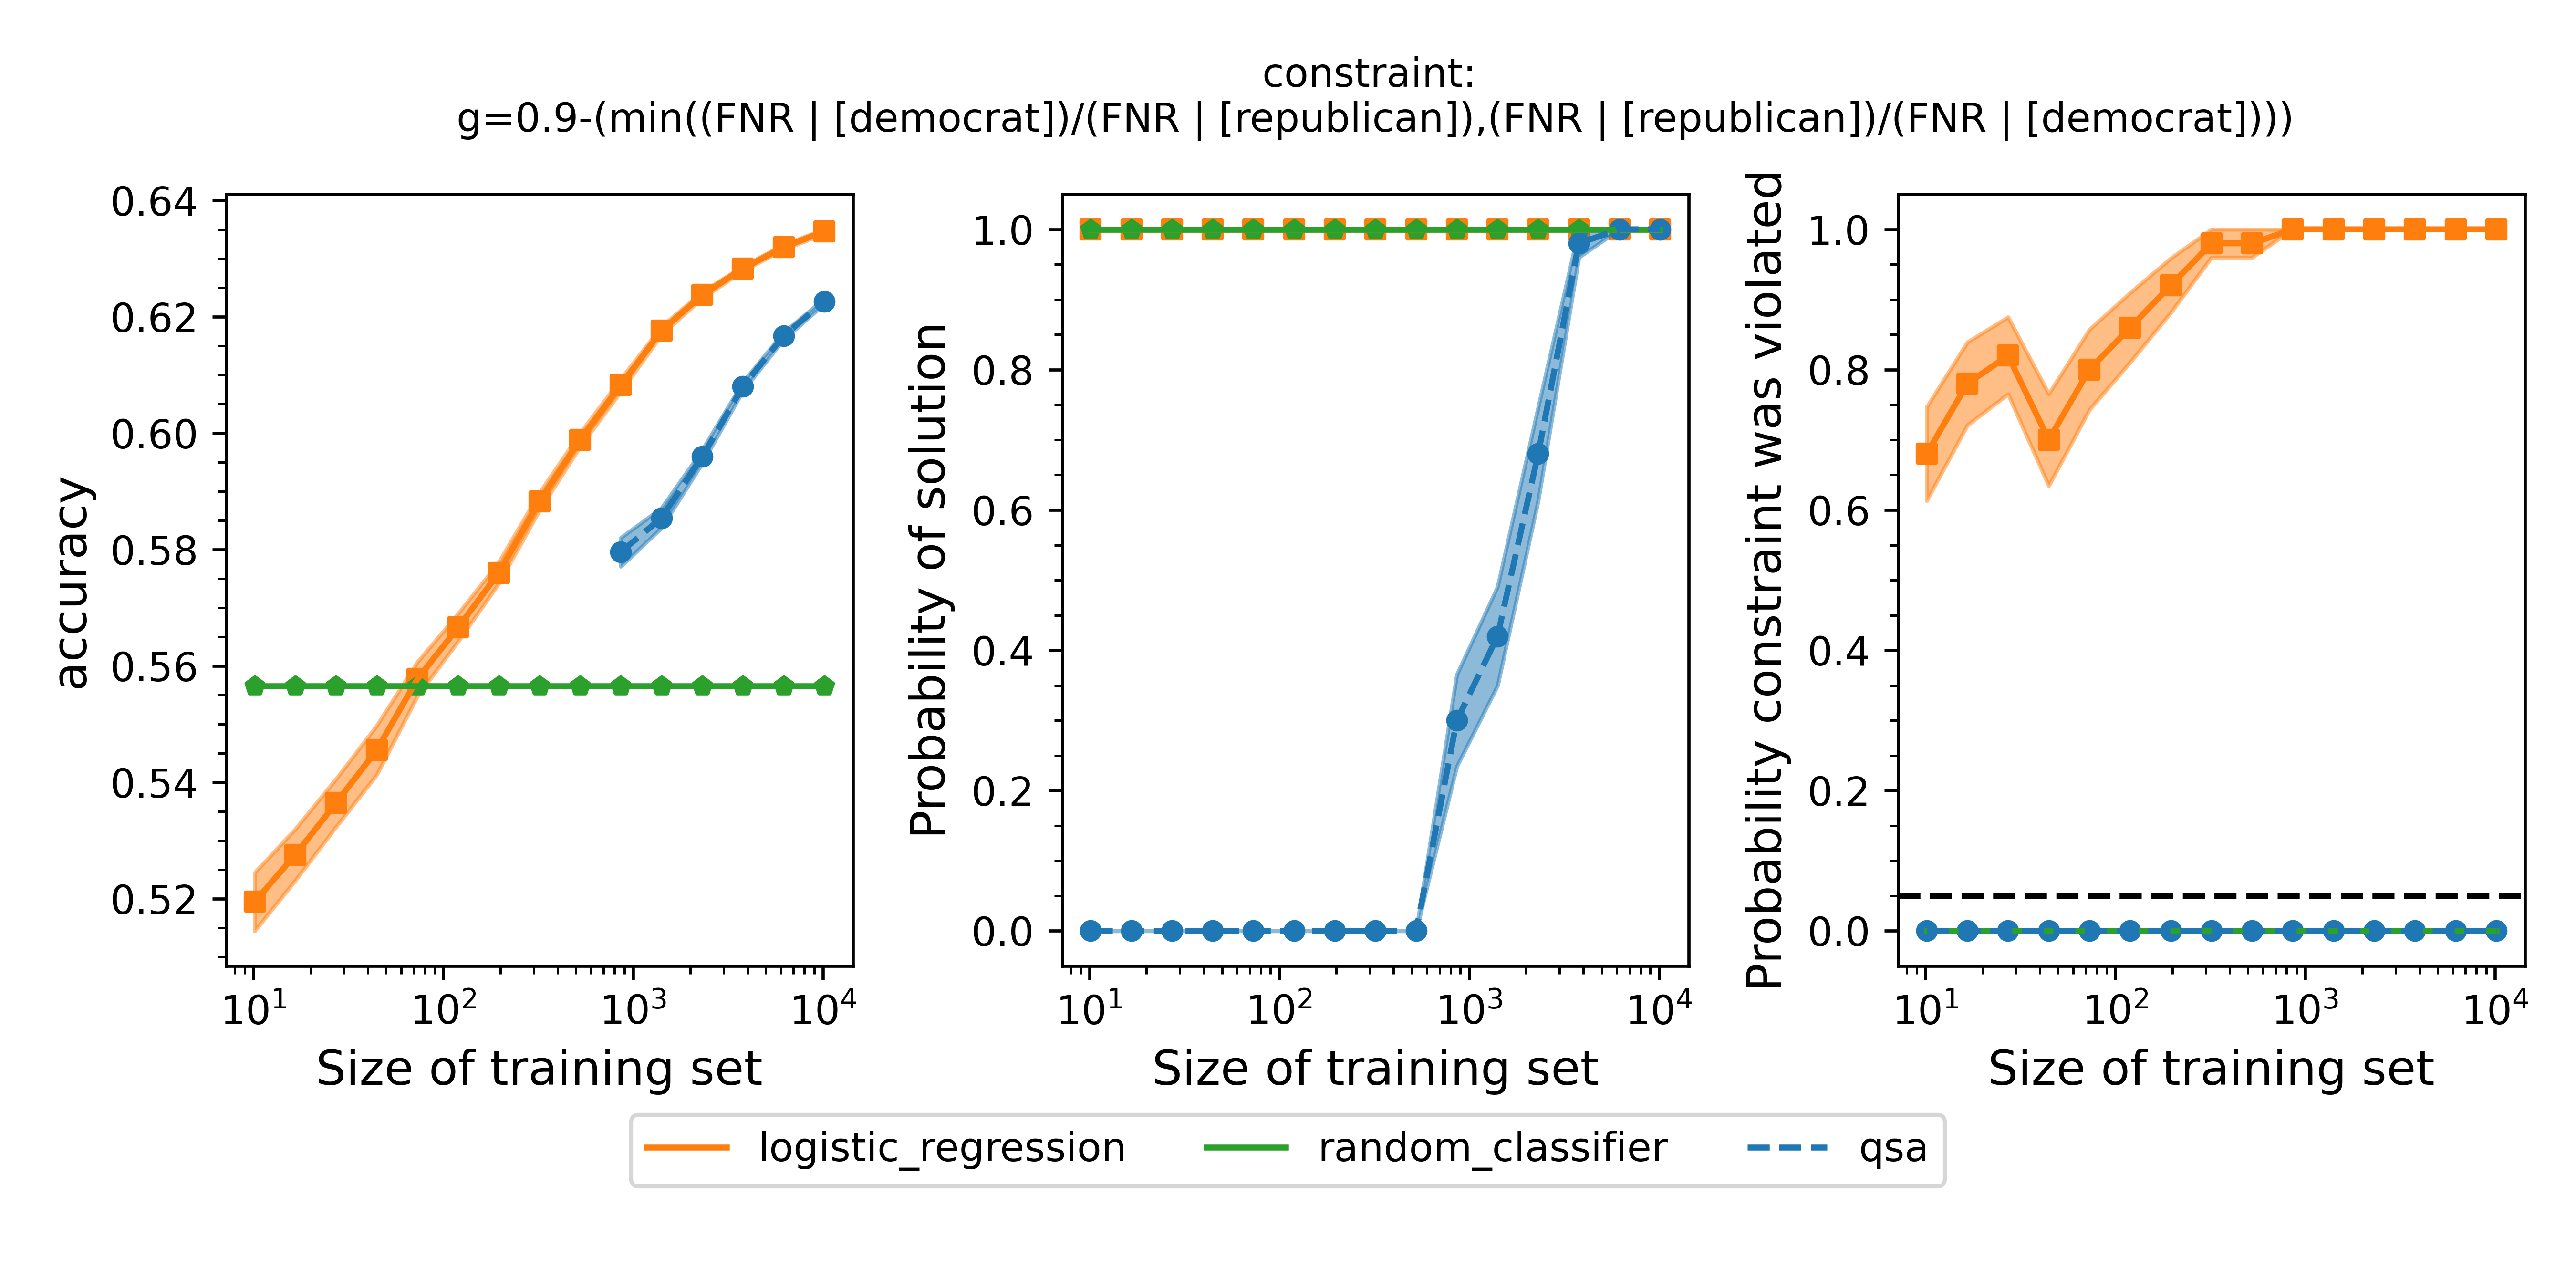 constraint:
g=0.9-(min((FNR | [democrat])/(FNR | [republican]),(FNR | [republican])/(FNR | [democrat])))
accuracy
0.64
0.62
0.60
0.58
0.56
0.54
0.52
10¹
10²
10³
10⁴
Size of training set
Probability of solution
1.0
0.8
0.6
0.4
0.2
0.0
10¹
10²
10³
10⁴
Size of training set
Probability constraint was violated
1.0
0.8
0.6
0.4
0.2
0.0
10¹
10²
10³
10⁴
Size of training set
logistic_regression
random_classifier
qsa